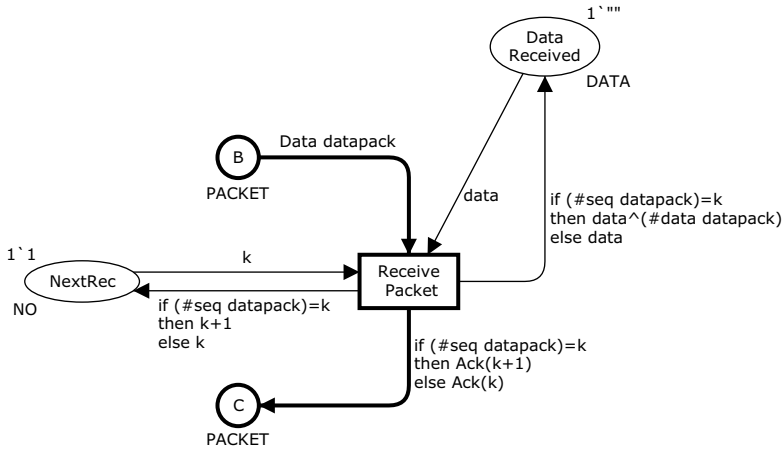 1`""
Data
Received
DATA
Data datapack
B
PACKET
data
if (#seq datapack)=k
then data^(#data datapack)
else data
1`1
NextRec
NO
k
Receive
Packet
if (#seq datapack)=k
then k+1
else k
if (#seq datapack)=k
then Ack(k+1)
else Ack(k)
C
PACKET